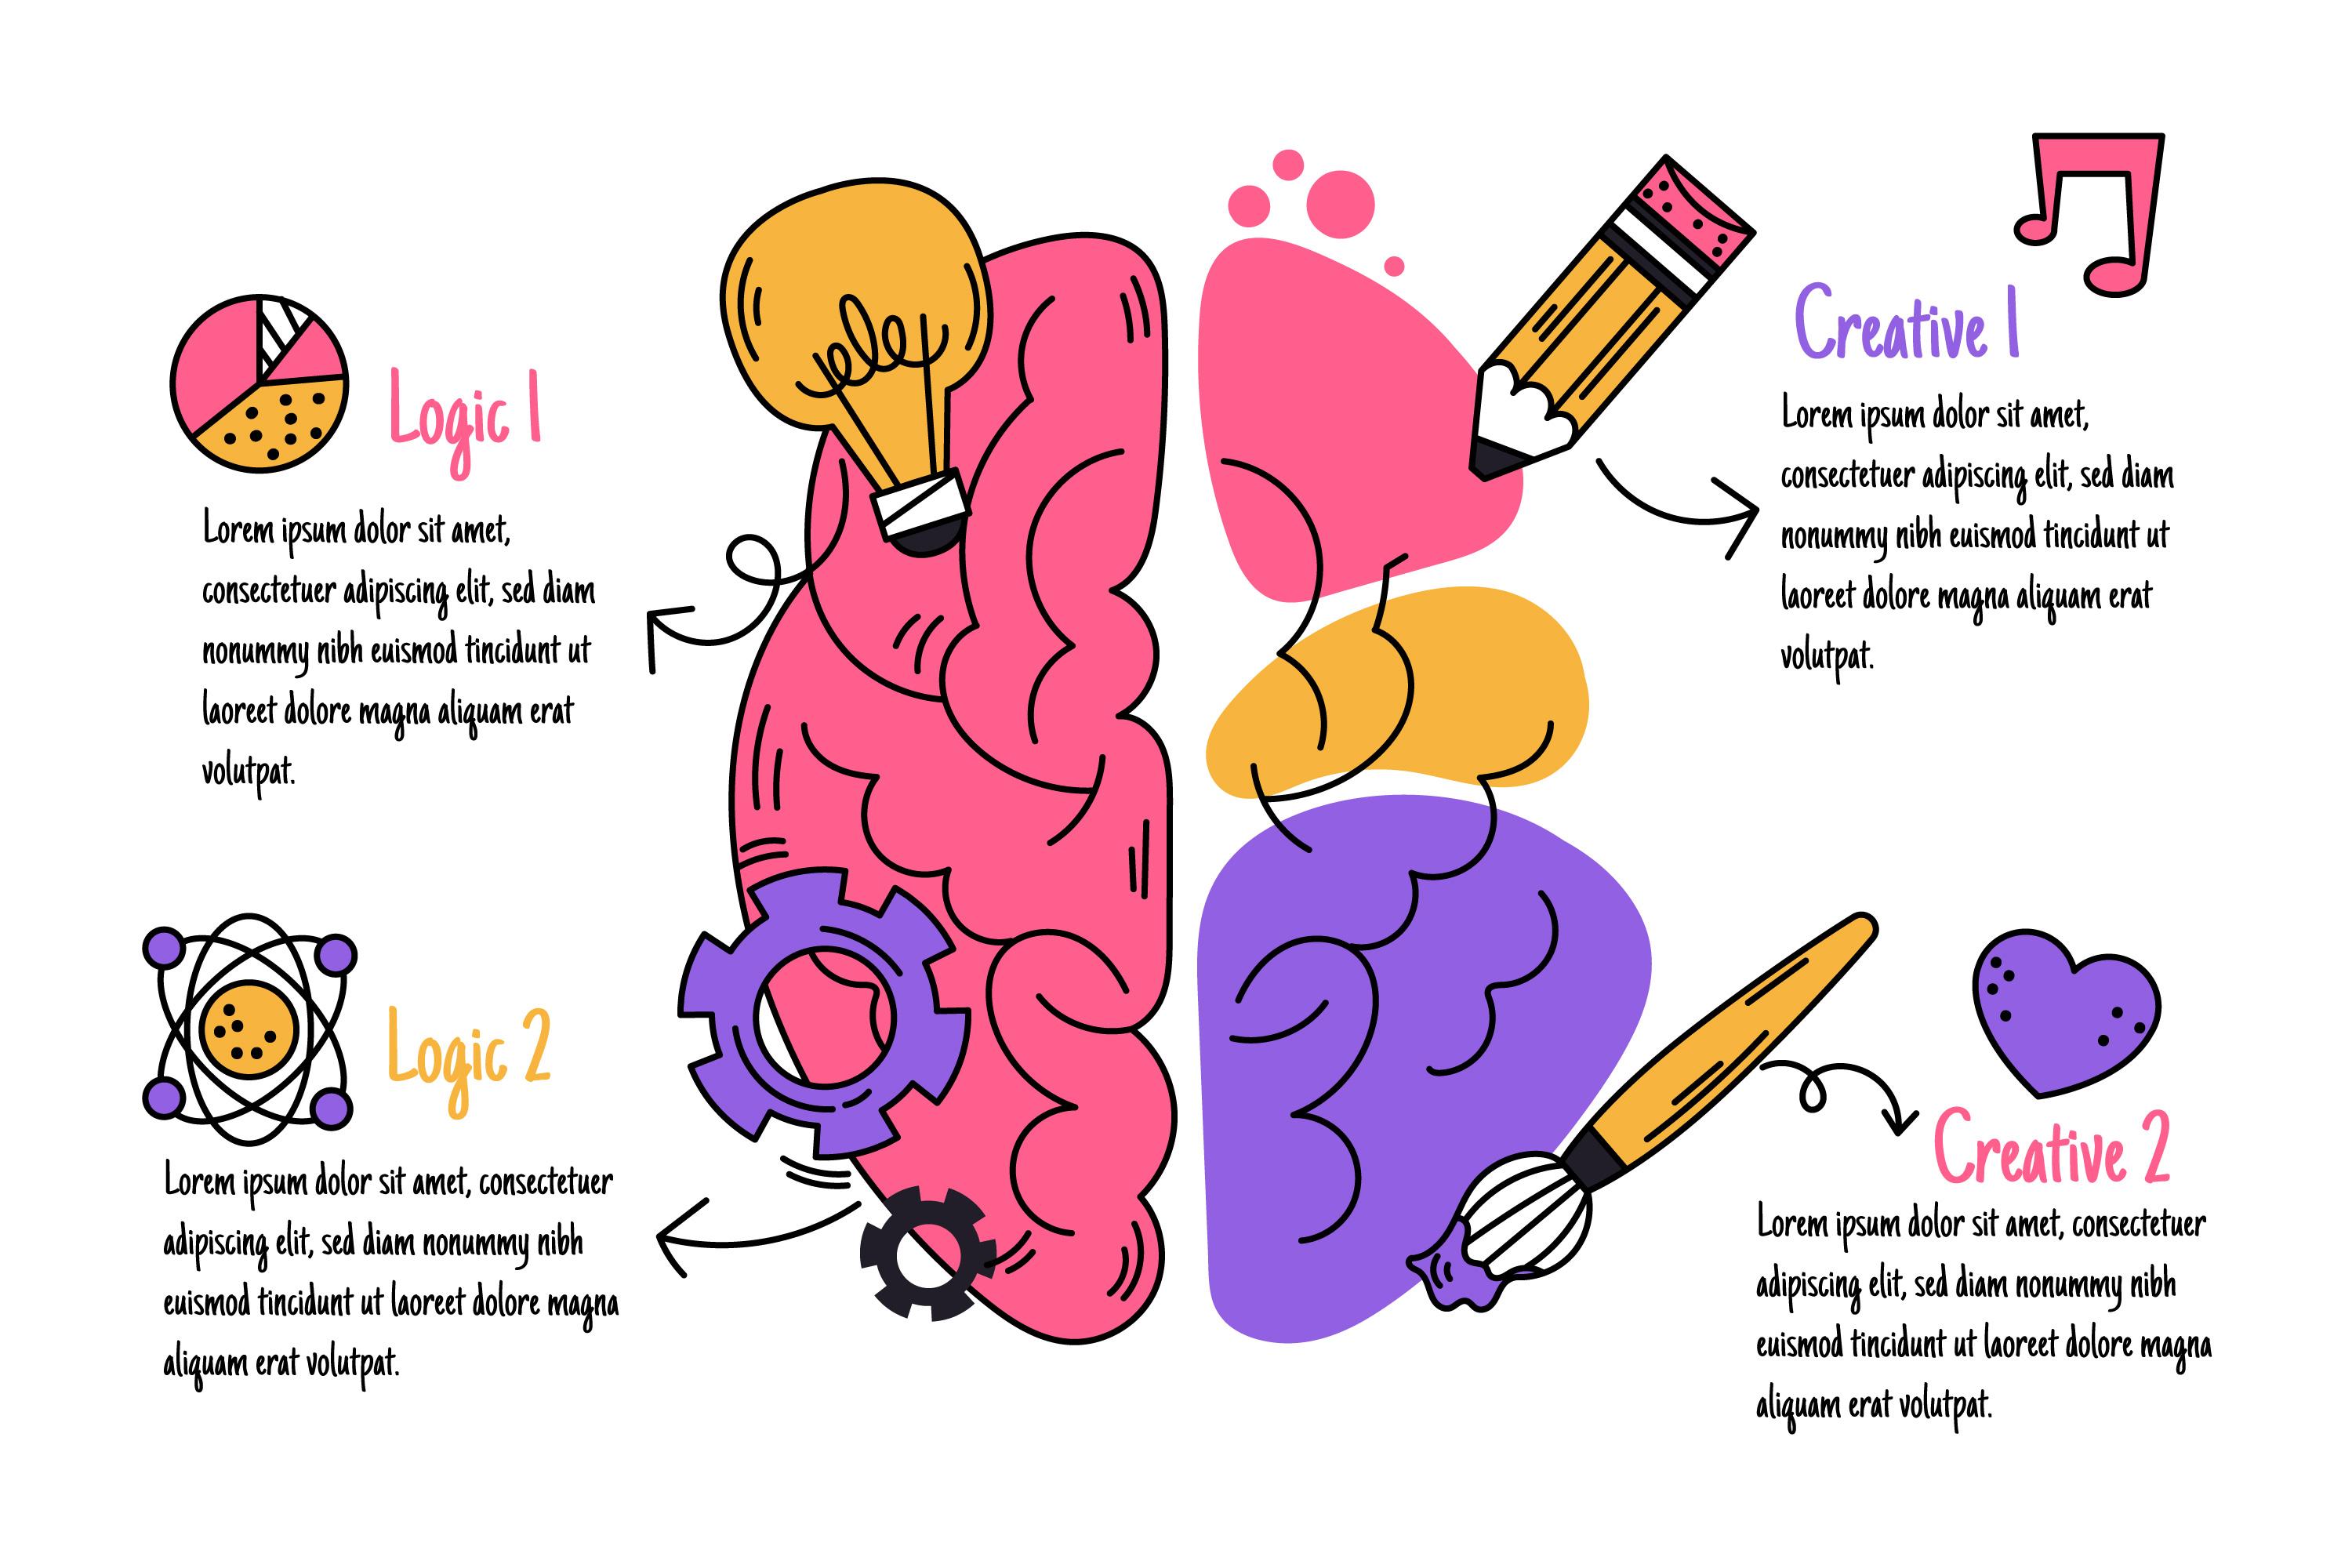 Logic 1
Lorem ipsum dolor sit amet,
consectetuer adipiscing elit, sed diam
nonummy nibh euismod tincidunt ut
laoreet dolore magna aliquam erat
volutpat.
Logic 2
Lorem ipsum dolor sit amet, consectetuer
adipiscing elit, sed diam nonummy nibh
euismod tincidunt ut laoreet dolore magna
aliquam erat volutpat.
Creative 1
Lorem ipsum dolor sit amet,
consectetuer adipiscing elit, sed diam
nonummy nibh euismod tincidunt ut
laoreet dolore magna aliquam erat
volutpat.
Creative 2
Lorem ipsum dolor sit amet, consectetuer
adipiscing elit, sed diam nonummy nibh
euismod tincidunt ut laoreet dolore magna
aliquam erat volutpat.